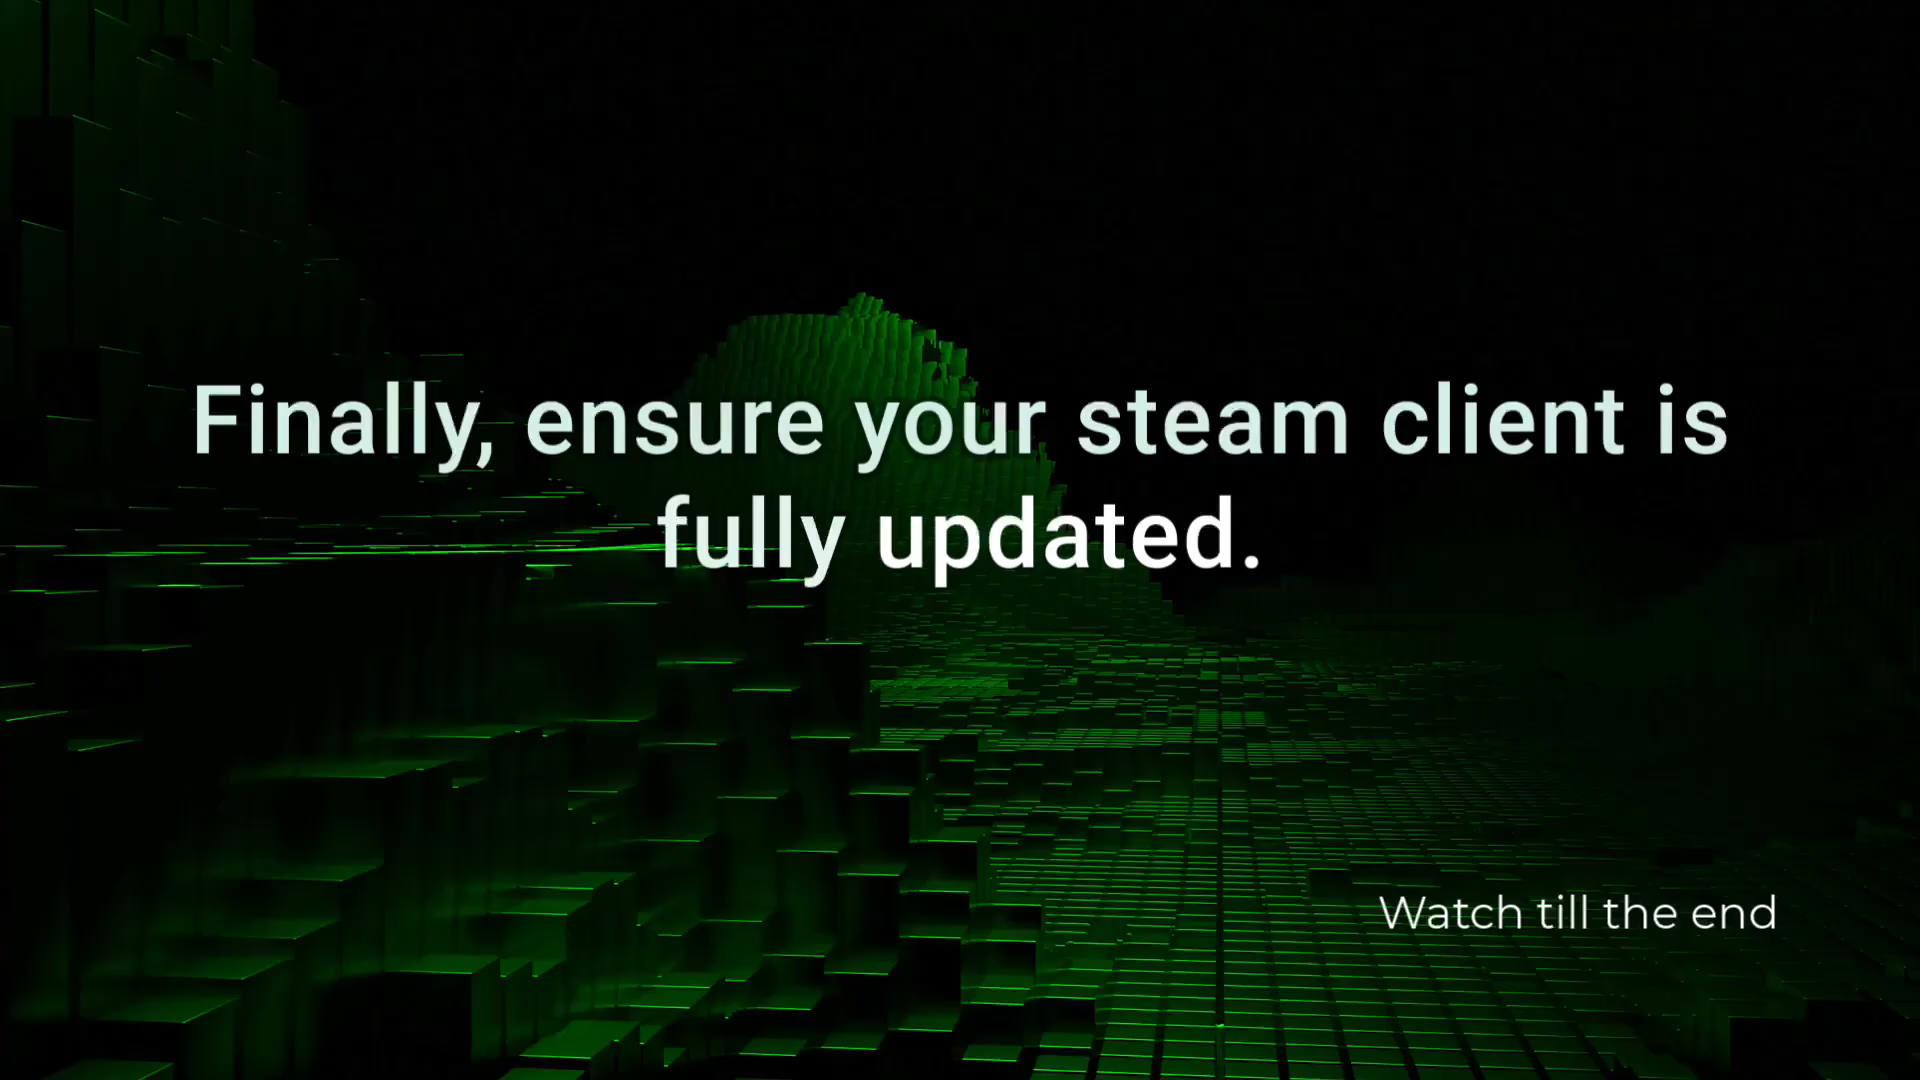 Finally, ensure your steam client is
fully updated.
Watch till the end